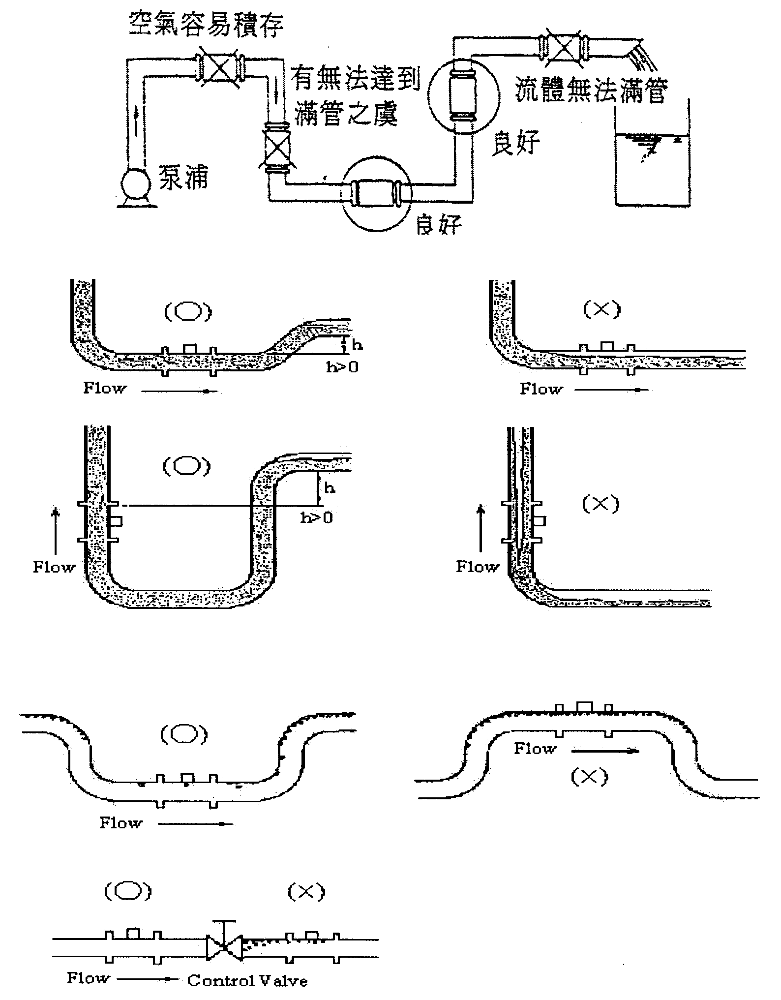 空氣容易積存
有無法達到
滿管之虞
流體無法滿管
良好
泵浦
良好
(○)
(×)
h
h>0
Flow
Flow
(○)
(×)
h
h>0
Flow
Flow
(○)
Flow
Flow
(×)
(○)
(×)
Flow
Control Valve